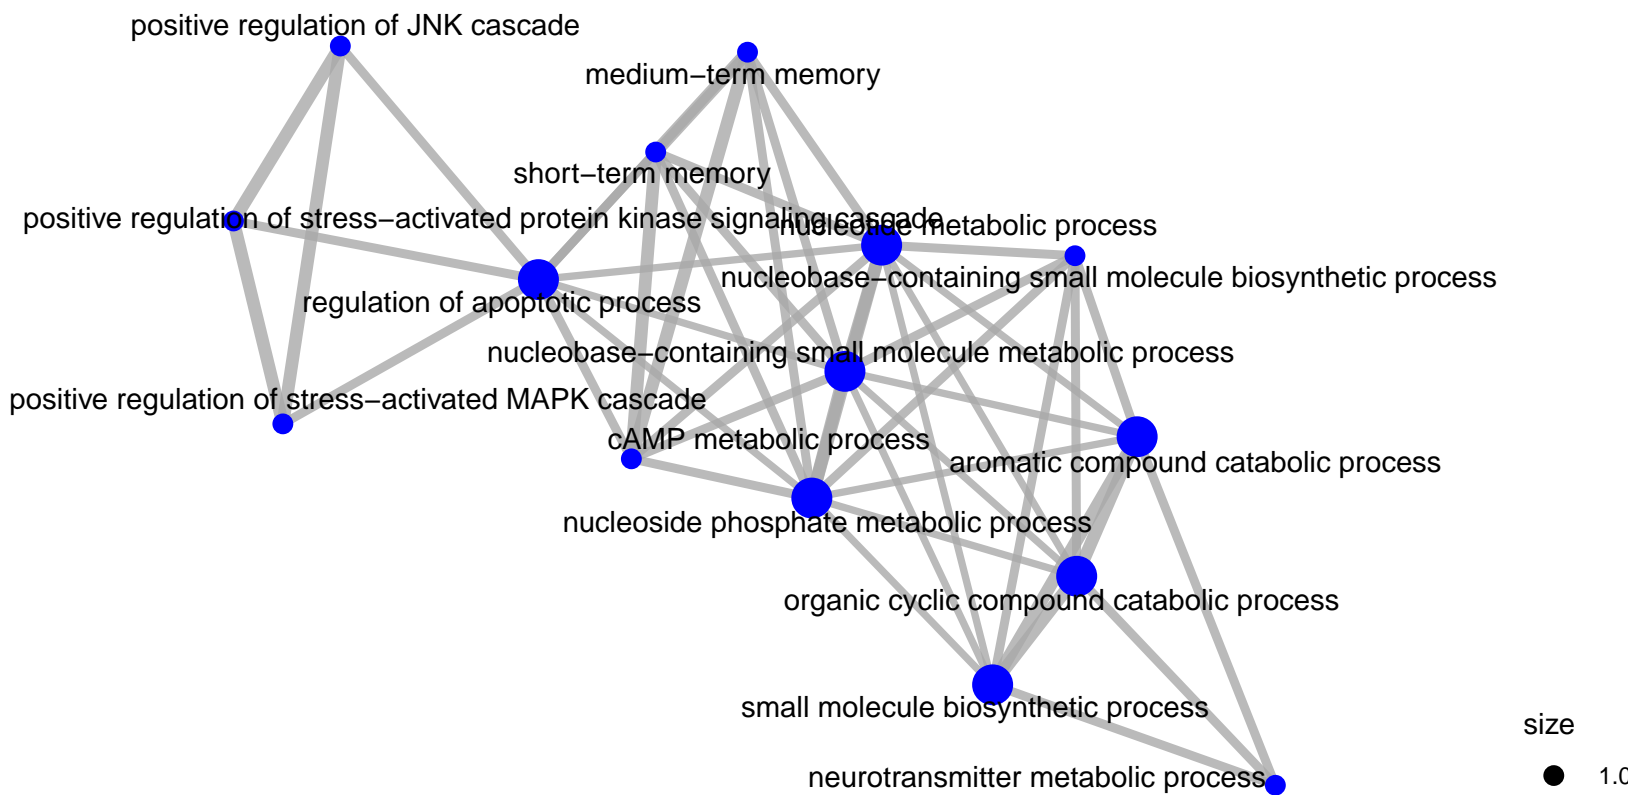 positive regulation of JNK cascade
medium−term memory
short−term memory
positive regulation of stress−activated protein kinase signaling cascade
nucleotide metabolic process
nucleobase−containing small molecule biosynthetic process
regulation of apoptotic process
nucleobase−containing small molecule metabolic process
positive regulation of stress−activated MAPK cascade
cAMP metabolic process
aromatic compound catabolic process
nucleoside phosphate metabolic process
organic cyclic compound catabolic process
small molecule biosynthetic process
size
neurotransmitter metabolic process
1.0